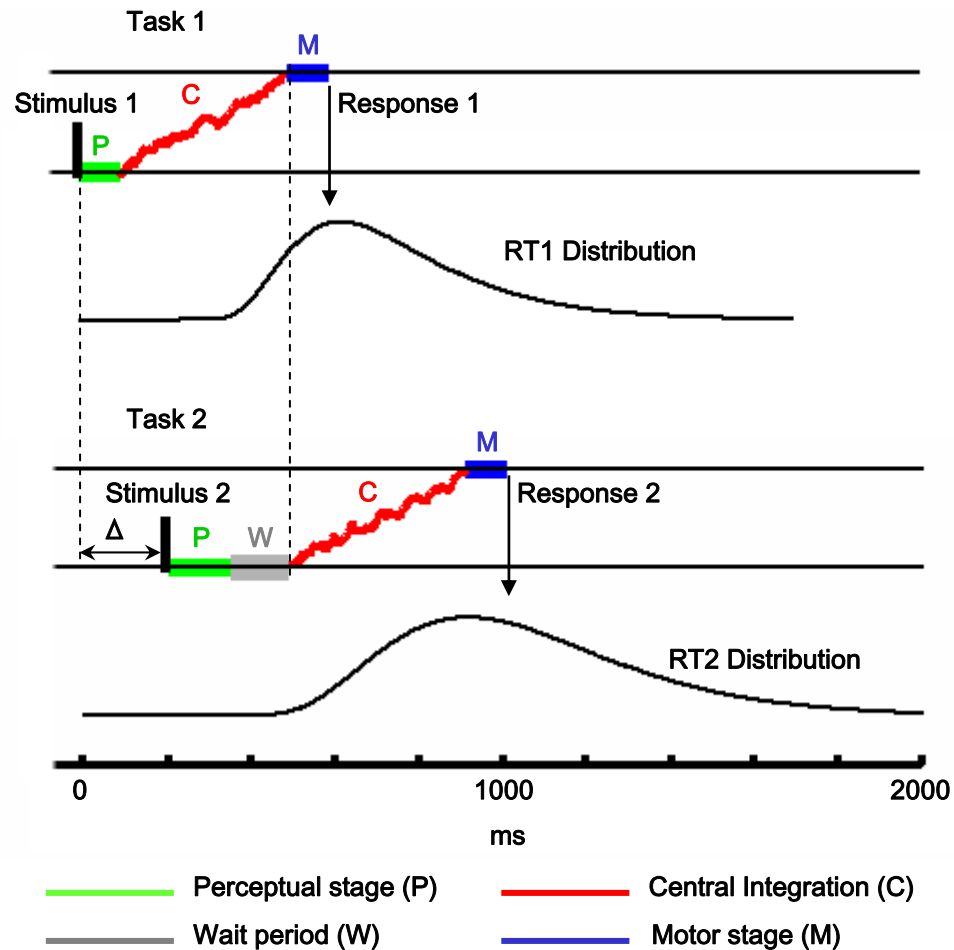 Task 1
M
C
Stimulus 1
Response 1
P
RT1 Distribution
Task 2
M
C
Stimulus 2
Response 2
Δ
P
W
RT2 Distribution
0
1000
2000
ms
Perceptual stage (P)
Central Integration (C)
Wait period (W)
Motor stage (M)